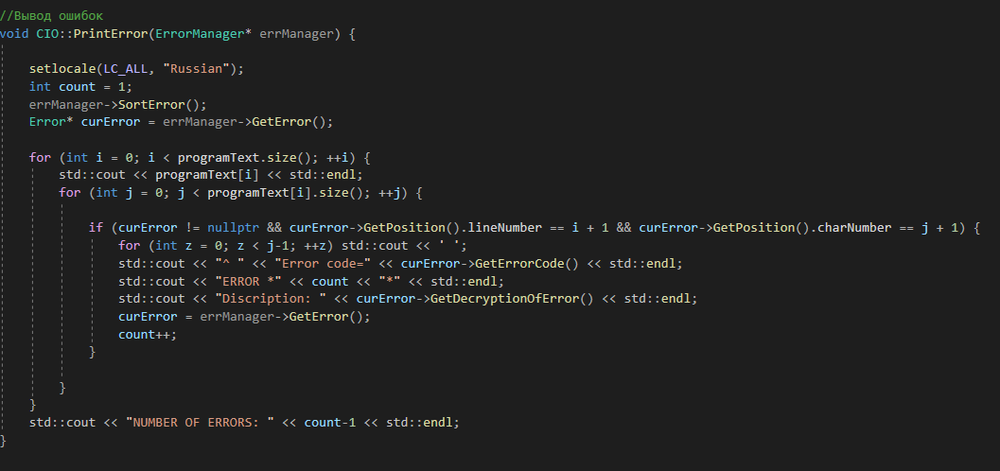 //Вывод ошибок
void CIO::PrintError(ErrorManager* errManager) {
setlocale(LC_ALL, "Russian");
int count = 1;
errManager->SortError();
Error* curError = errManager->GetError();
for (int i = 0; i < programText.size(); ++i) {
std::cout << programText[i] << std::endl;
for (int j = 0; j < programText[i].size(); ++j) {
if (curError != nullptr && curError->GetPosition().lineNumber == i + 1 && curError->GetPosition().charNumber == j + 1) {
for (int z = 0; z < j-1; ++z) std::cout << ' ';
std::cout << "^ " << "Error code=" << curError->GetErrorCode() << std::endl;
std::cout << "ERROR *" << count << "*" << std::endl;
std::cout << "Discription: " << curError->GetDecryptionOfError() << std::endl;
curError = errManager->GetError();
count++;
}
}
}
std::cout << "NUMBER OF ERRORS: " << count-1 << std::endl;
}